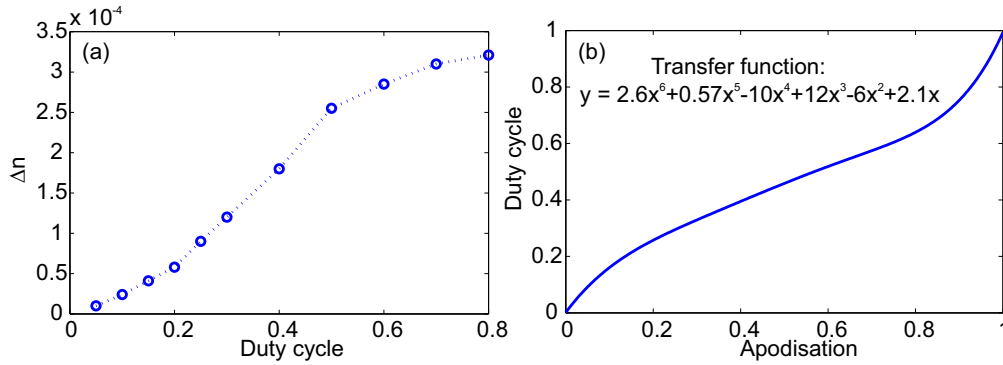 x 10⁻⁴
3.5
(a)
3
2.5
2
Δn
1.5
1
0.5
0
0
0.2
0.4
0.6
0.8
Duty cycle
1
(b)
Transfer function:
y = 2.6x⁶+0.57x⁵-10x⁴+12x³-6x²+2.1x
0.8
0.6
Duty cycle
0.4
0.2
0
0
0.2
0.4
0.6
0.8
1
Apodisation